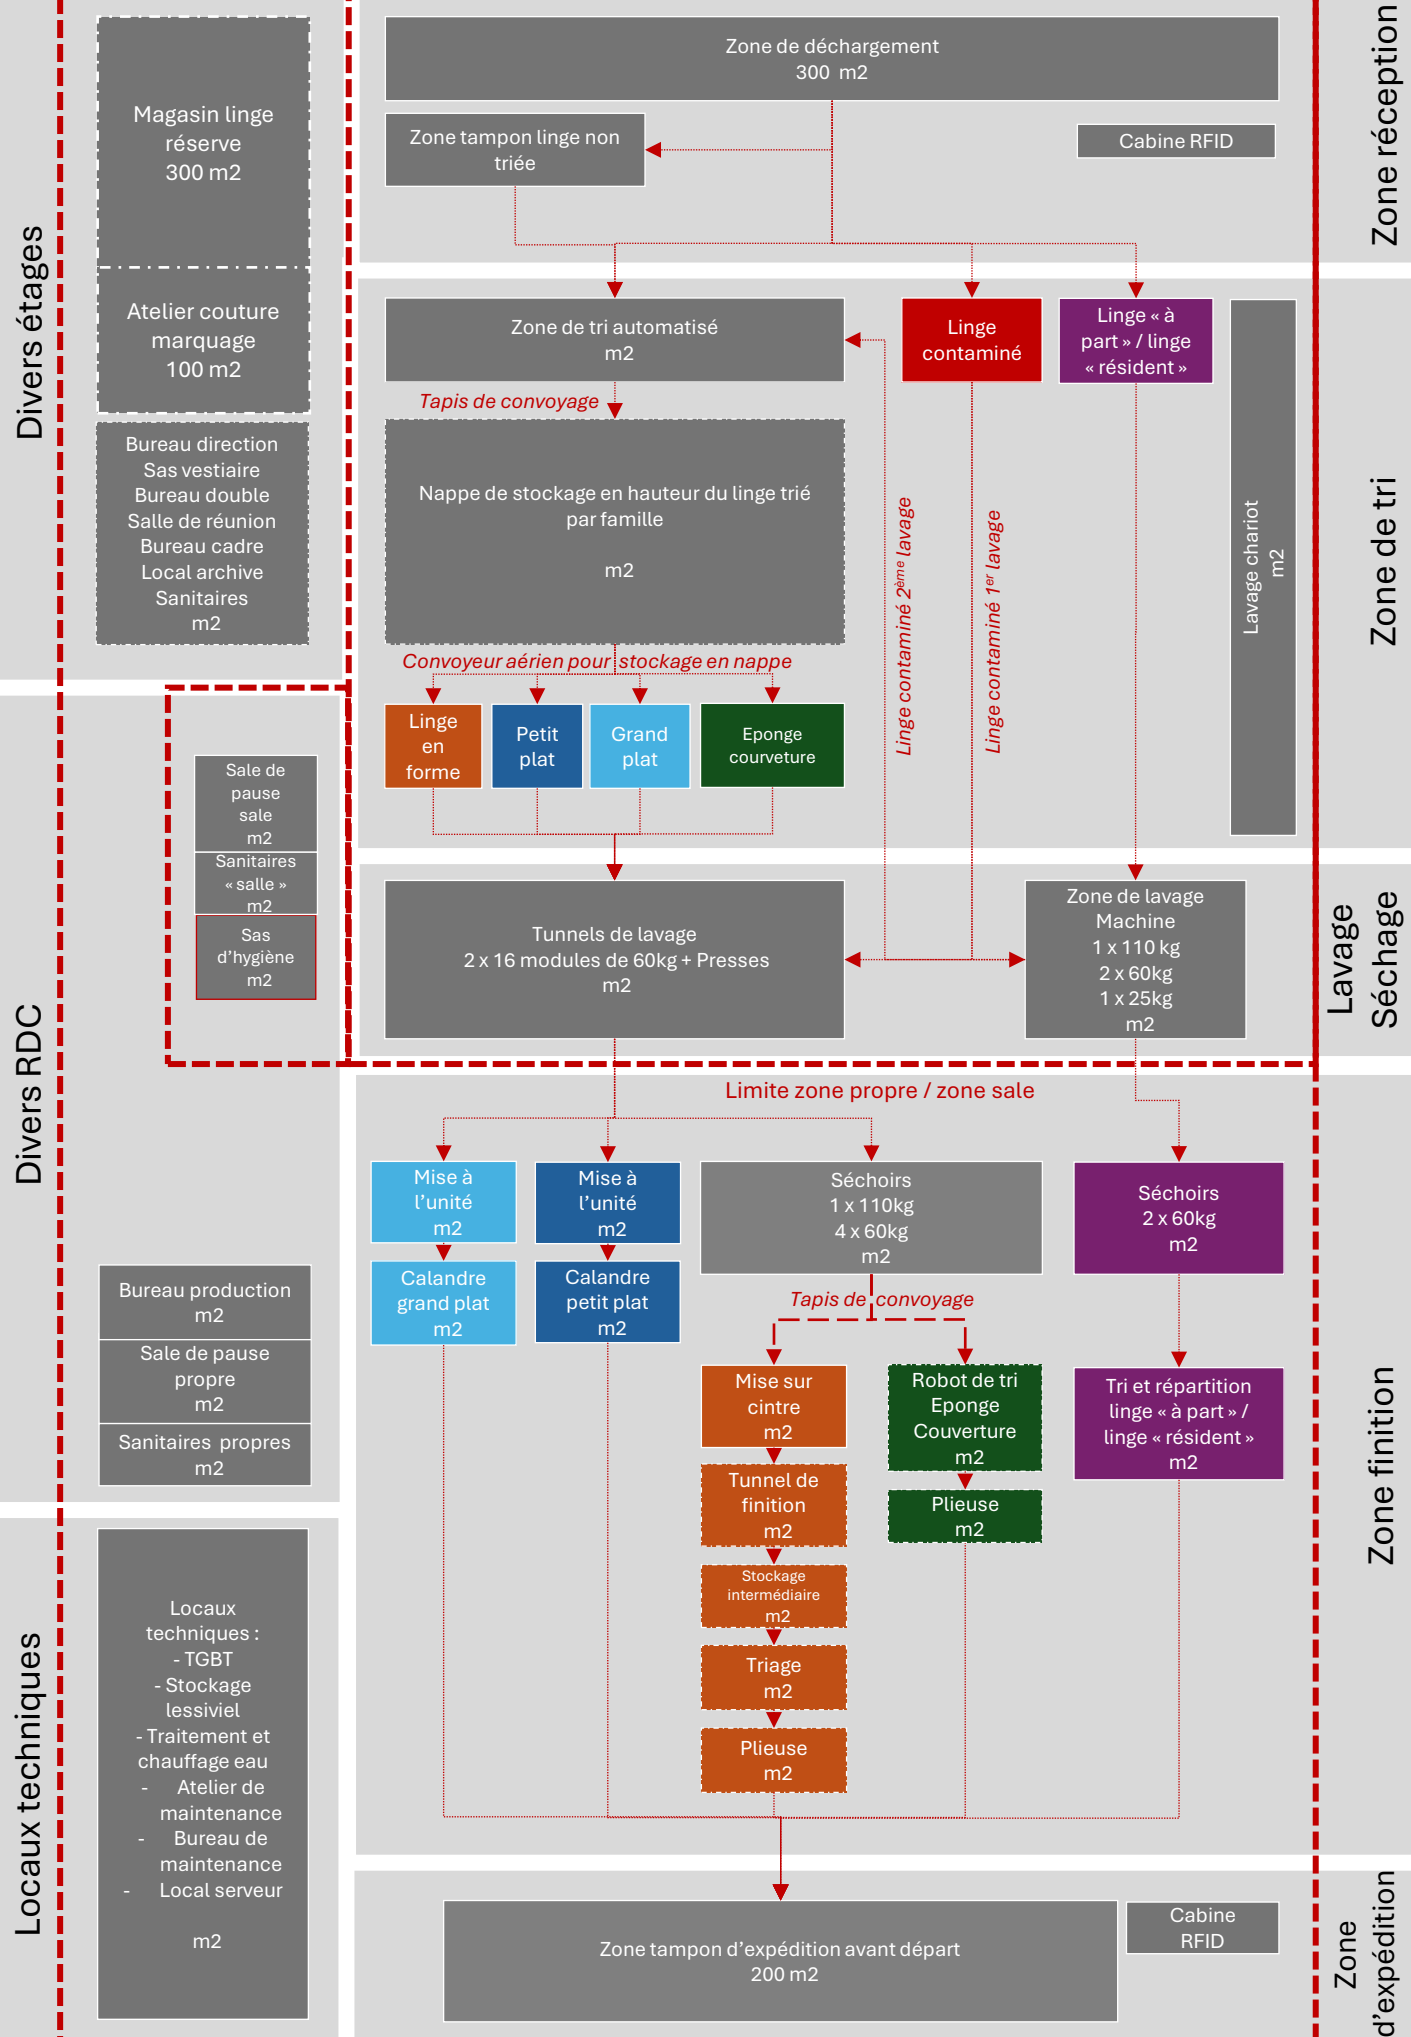 Divers étages
Magasin linge
réserve
300 m2
Atelier couture
marquage
100 m2
Bureau direction
Sas vestiaire
Bureau double
Salle de réunion
Bureau cadre
Local archive
Sanitaires
m2
Zone de déchargement
300 m2
Zone tampon linge non
triée
Cabine RFID
Zone réception
Zone de tri automatisé
m2
Linge
contaminé
Linge « à
part » / linge
« résident »
Tapis de convoyage
Nappe de stockage en hauteur du linge trié
par famille
m2
Convoyeur aérien pour stockage en nappe
Linge
en
forme
Petit
plat
Grand
plat
Eponge
courveture
Linge contaminé 2ème lavage
Linge contaminé 1er lavage
Lavage chariot
m2
Zone de tri
Divers RDC
Sale de
pause
sale
m2
Sanitaires
« salle »
m2
Sas
d’hygiène
m2
Tunnels de lavage
2 x 16 modules de 60kg + Presses
m2
Zone de lavage
Machine
1 x 110 kg
2 x 60kg
1 x 25kg
m2
Lavage
Séchage
Limite zone propre / zone sale
Mise à
l’unité
m2
Mise à
l’unité
m2
Séchoirs
1 x 110kg
4 x 60kg
m2
Séchoirs
2 x 60kg
m2
Calandre
grand plat
m2
Calandre
petit plat
m2
Tapis de convoyage
Mise sur
cintre
m2
Robot de tri
Eponge
Couverture
m2
Tri et répartition
linge « à part » /
linge « résident »
m2
Tunnel de
finition
m2
Plieuse
m2
Stockage
intermédiaire
m2
Triage
m2
Plieuse
m2
Zone finition
Bureau production
m2
Sale de pause
propre
m2
Sanitaires propres
m2
Locaux techniques
Locaux
techniques :
- TGBT
- Stockage
lessiviel
- Traitement et
chauffage eau
- Atelier de
maintenance
- Bureau de
maintenance
- Local serveur
m2
Zone tampon d’expédition avant départ
200 m2
Cabine
RFID
Zone
d’expédition